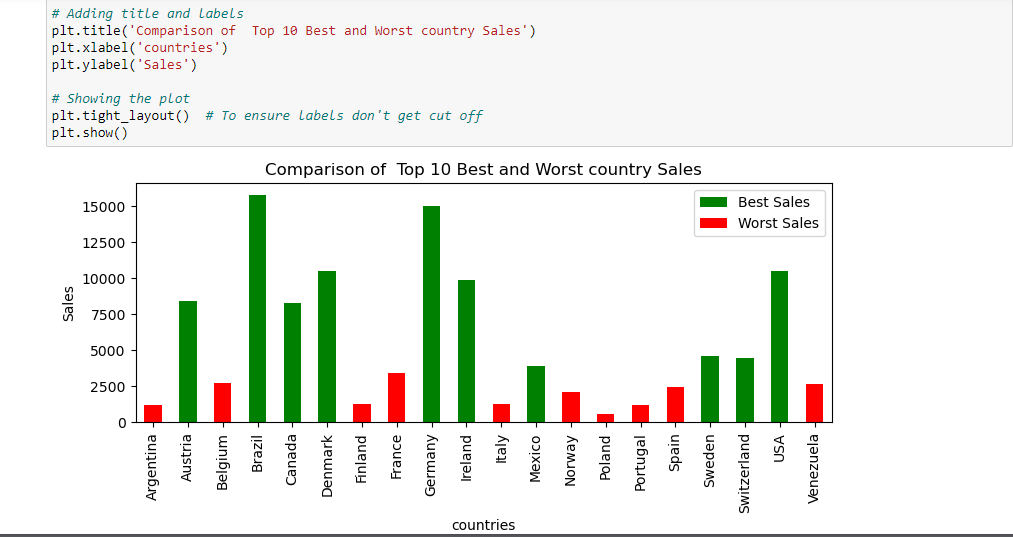 # Adding title and labels
plt.title('Comparison of  Top 10 Best and Worst country Sales')
plt.xlabel('countries')
plt.ylabel('Sales')
# Showing the plot
plt.tight_layout()  # To ensure labels don't get cut off
plt.show()
Comparison of  Top 10 Best and Worst country Sales
Best Sales
Worst Sales
15000
12500
10000
7500
5000
2500
0
Sales
Argentina
Austria
Belgium
Brazil
Canada
Denmark
Finland
France
Germany
Ireland
Italy
Mexico
Norway
Poland
Portugal
Spain
Sweden
Switzerland
USA
Venezuela
countries